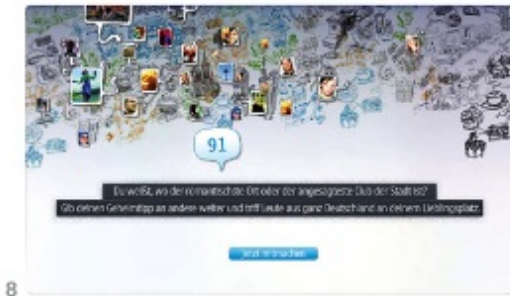 91
Du weißt, wo der romantischste Ort oder der angesagteste Club der Stadt ist?
Gib deinen Geheimtipp an andere weiter und triff Leute aus ganz Deutschland an deinem Lieblingsplatz.
Jetzt mitmachen
8